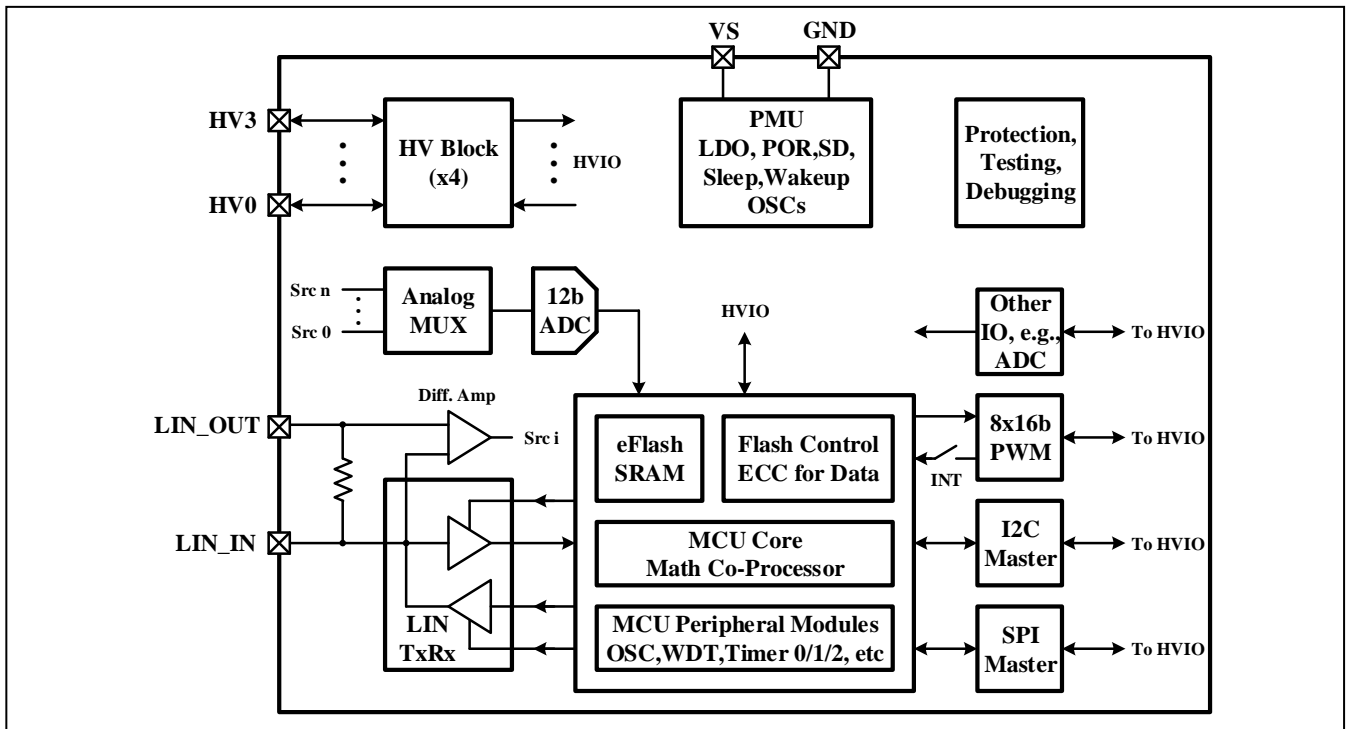 VS
GND
HV3
HV0
HV Block
(x4)
HVIO
PMU
LDO, POR,SD,
Sleep,Wakeup
OSCs
Protection,
Testing,
Debugging
Src n
Src 0
Analog
MUX
12b
ADC
HVIO
Other
IO, e.g.,
ADC
To HVIO
LIN_OUT
Diff. Amp
Src i
LIN_IN
LIN
TxRx
eFlash
SRAM
Flash Control
ECC for Data
MCU Core
Math Co-Processor
MCU Peripheral Modules
OSC,WDT,Timer 0/1/2, etc
INT
8x16b
PWM
To HVIO
I2C
Master
To HVIO
SPI
Master
To HVIO